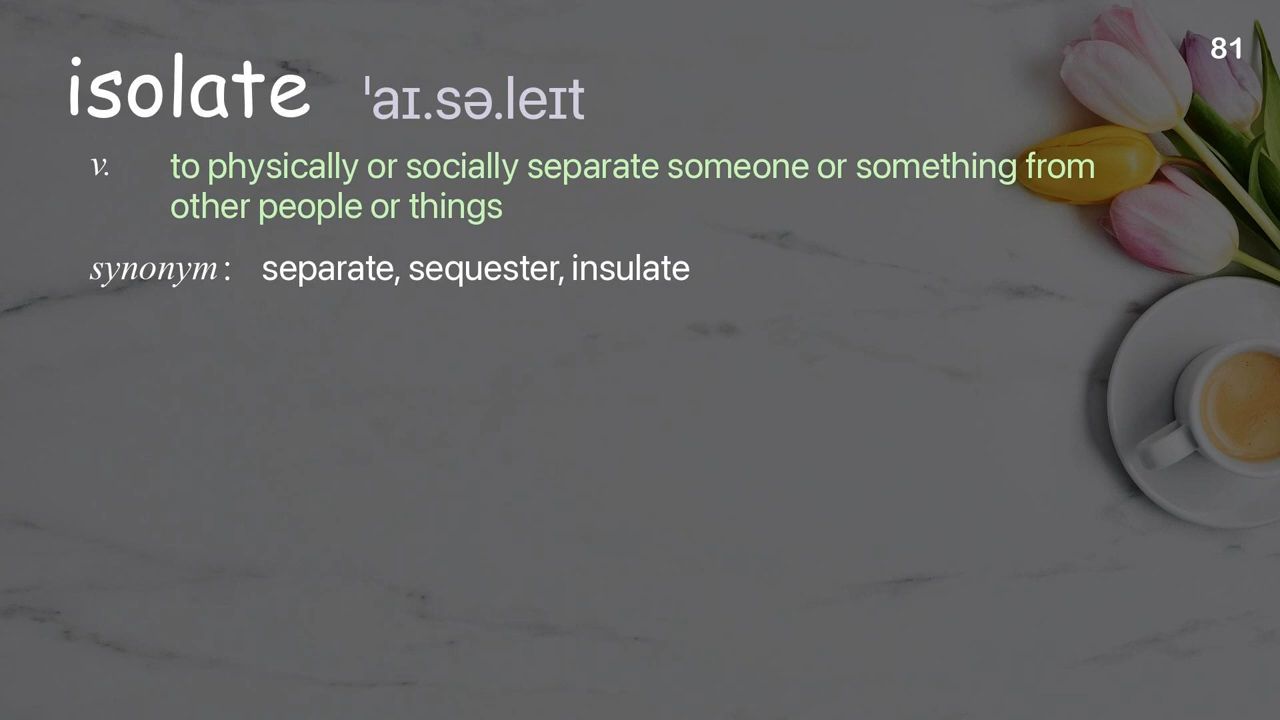 81
isolate ˈaɪ.sə.leɪt
v. to physically or socially separate someone or something from
other people or things
synonym: separate, sequester, insulate